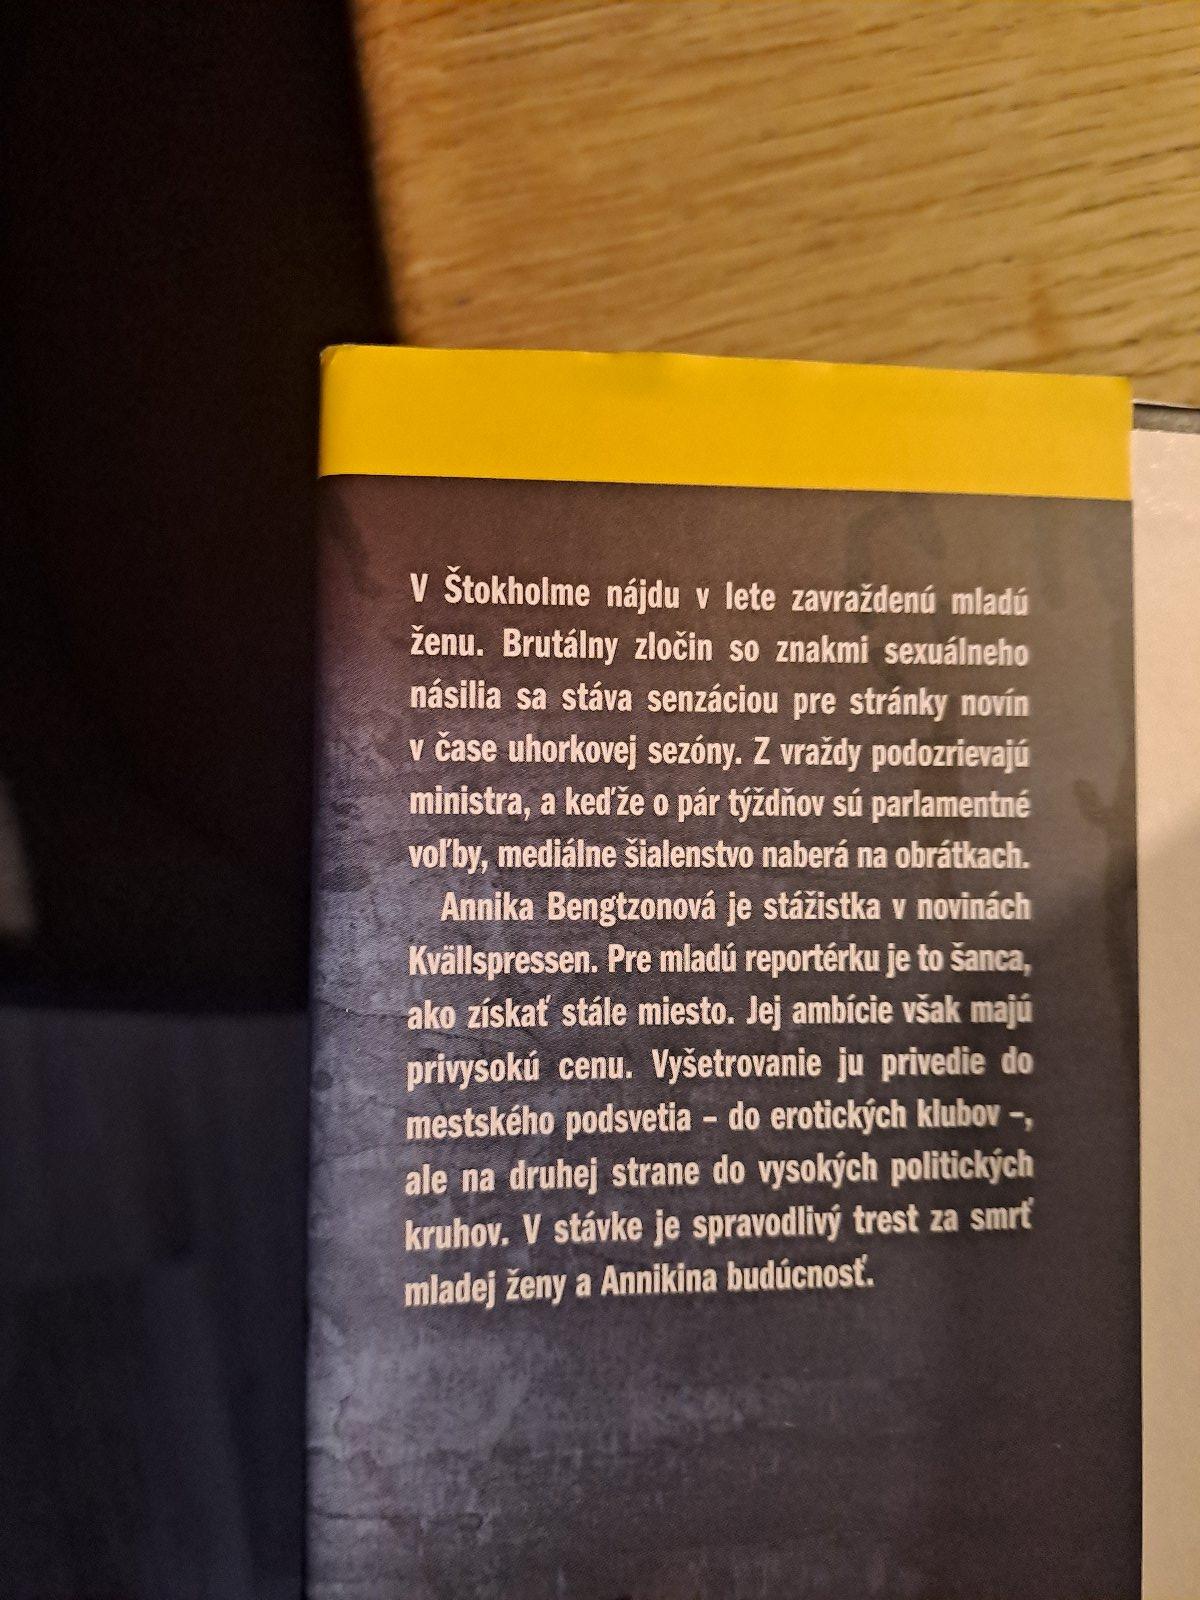 V Štokholme nájdu v lete zavraždenú mladú
ženu. Brutálny zločin so znakmi sexuálneho
násilia sa stáva senzáciou pre stránky novín
v čase uhorkovej sezóny. Z vraždy podozrievajú
ministra, a keďže o pár týždňov sú parlamentné
voľby, mediálne šialenstvo naberá na obrátkach.
Annika Bengtzonová je stážistka v novinách
Kvällspressen. Pre mladú reportérku je to šanca,
ako získať stále miesto. Jej ambície však majú
privysokú cenu. Vyšetrovanie ju privedie do
mestského podsvetia – do erotických klubov –,
ale na druhej strane do vysokých politických
kruhov. V stávke je spravodlivý trest za smrť
mladej ženy a Annikina budúcnosť.